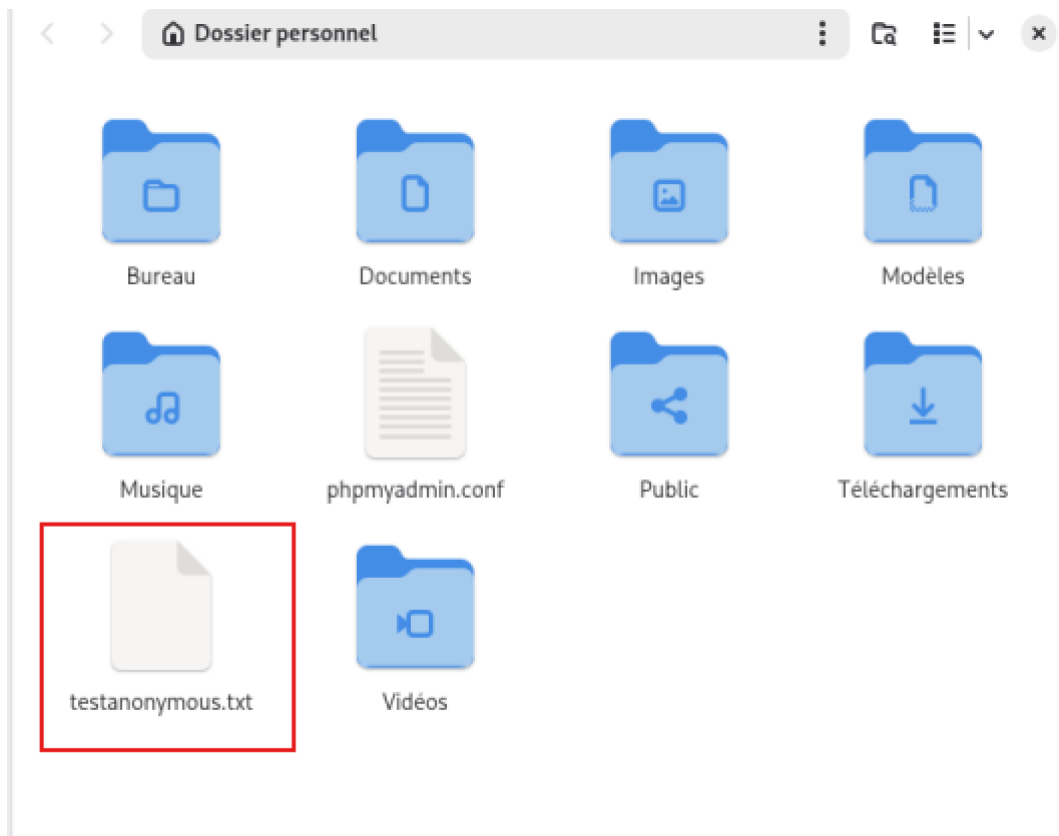 Dossier personnel
Bureau
Documents
Images
Modèles
Musique
phpmyadmin.conf
Public
Téléchargements
testanonymous.txt
Vidéos